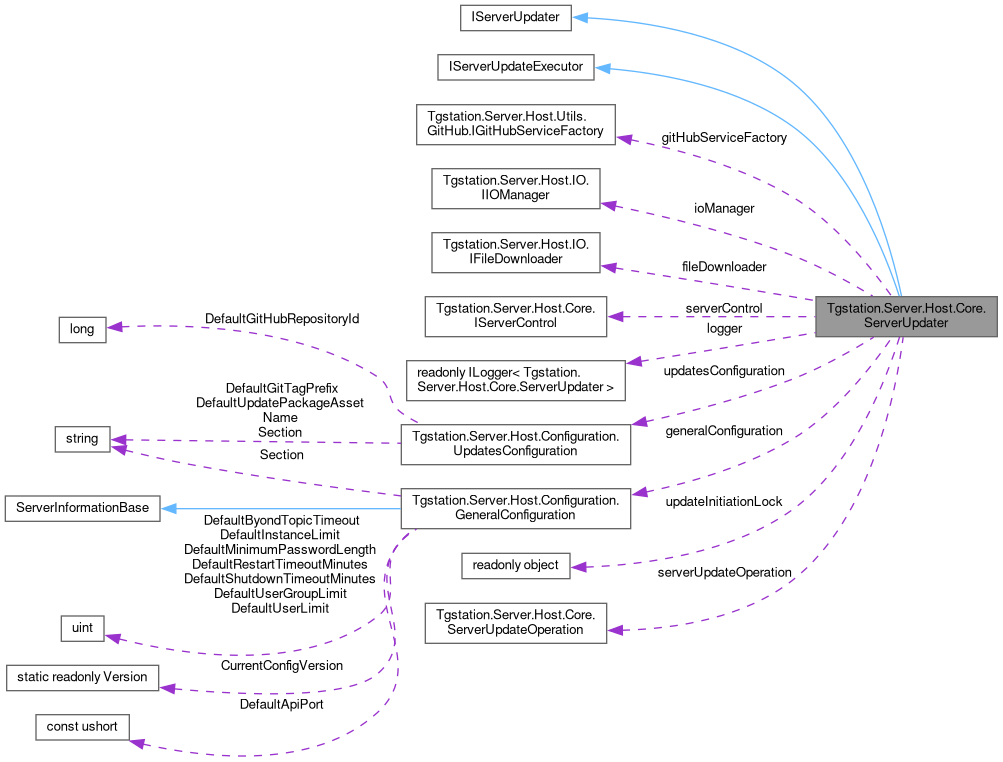 IServerUpdater
IServerUpdateExecutor
Tgstation.Server.Host.Utils.
GitHub.IGitHubServiceFactory
gitHubServiceFactory
Tgstation.Server.Host.IO.
IIOManager
ioManager
Tgstation.Server.Host.IO.
IFileDownloader
fileDownloader
Tgstation.Server.Host.Core.
IServerControl
serverControl
Tgstation.Server.Host.Core.
ServerUpdater
long
DefaultGitHubRepositoryId
logger
readonly ILogger< Tgstation.
Server.Host.Core.ServerUpdater >
updatesConfiguration
DefaultGitTagPrefix
DefaultUpdatePackageAsset
Name
Section
string
Tgstation.Server.Host.Configuration.
UpdatesConfiguration
generalConfiguration
Section
ServerInformationBase
Tgstation.Server.Host.Configuration.
GeneralConfiguration
updateInitiationLock
DefaultByondTopicTimeout
DefaultInstanceLimit
DefaultMinimumPasswordLength
DefaultRestartTimeoutMinutes
DefaultShutdownTimeoutMinutes
DefaultUserGroupLimit
DefaultUserLimit
readonly object
serverUpdateOperation
uint
Tgstation.Server.Host.Core.
ServerUpdateOperation
CurrentConfigVersion
static readonly Version
DefaultApiPort
const ushort